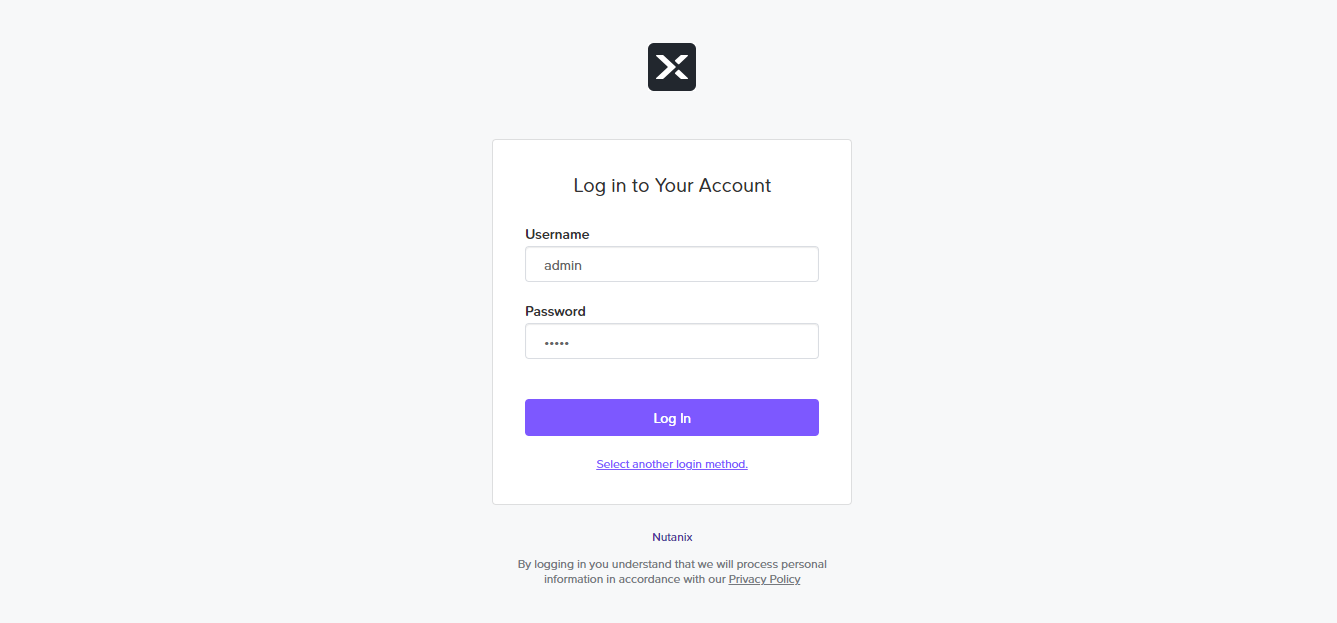 Log in to Your Account
Username
admin
Password
•••••
Log In
Select another login method.
Nutanix
By logging in you understand that we will process personal
information in accordance with our Privacy Policy